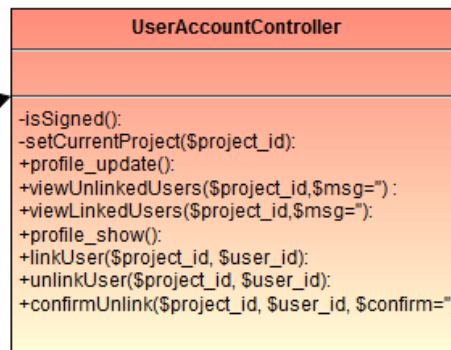 UserAccountController
-isSigned():
-setCurrentProject($project_id):
+profile_update():
+viewUnlinkedUsers($project_id,$msg='') :
+viewLinkedUsers($project_id,$msg=''):
+profile_show():
+linkUser($project_id, $user_id):
+unlinkUser($project_id, $user_id):
+confirmUnlink($project_id, $user_id, $confirm=''